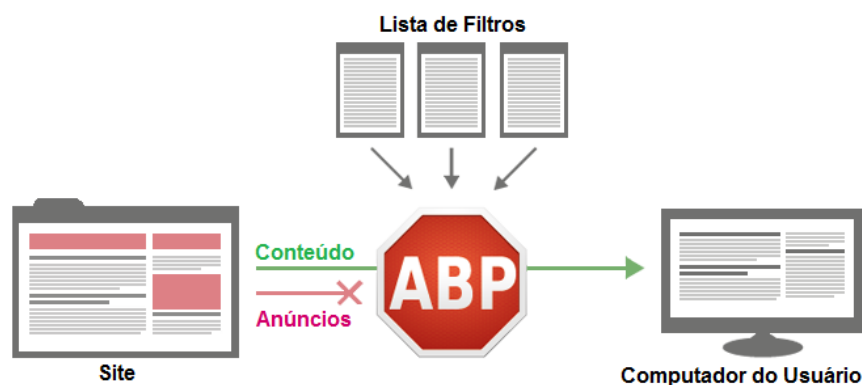 Lista de Filtros
Conteúdo
ABP
Anúncios
Site
Computador do Usuário